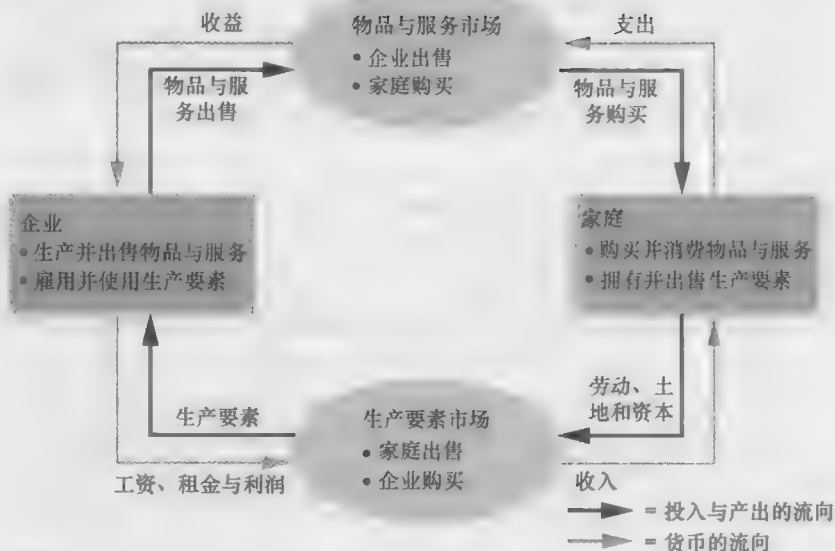 收益
物品与服务市场
• 企业出售
• 家庭购买
支出
物品与服
务出售
物品与服
务购买
企业
• 生产并出售物品与服务
• 雇用并使用生产要素
家庭
• 购买并消费物品与服务
• 拥有并出售生产要素
生产要素
生产要素市场
• 家庭出售
• 企业购买
劳动、土
地和资本
工资、租金与利润
收入
= 投入与产出的流向
= 货币的流向